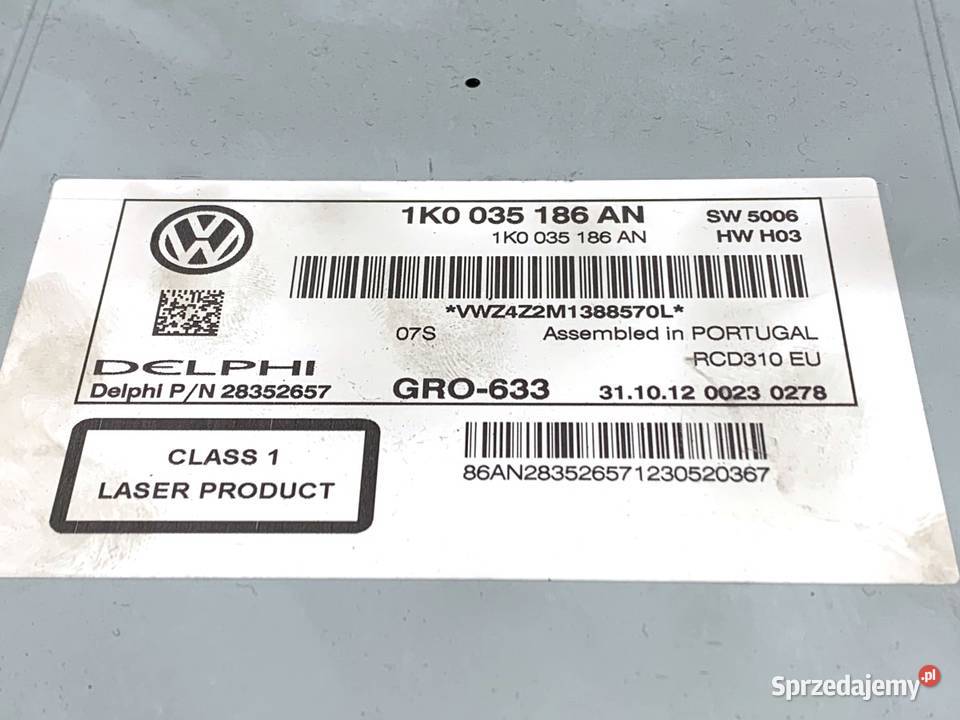 1K0 035 186 AN SW 5006
1K0 035 186 AN HW H03
*VWZ4Z2M1388570L*
07S Assembled in PORTUGAL
RCD310 EU
DELPHI
Delphi P/N 28352657 GRO-633 31.10.12 0023 0278
CLASS 1
LASER PRODUCT
86AN283526571230520367
Sprzedajemy.pl